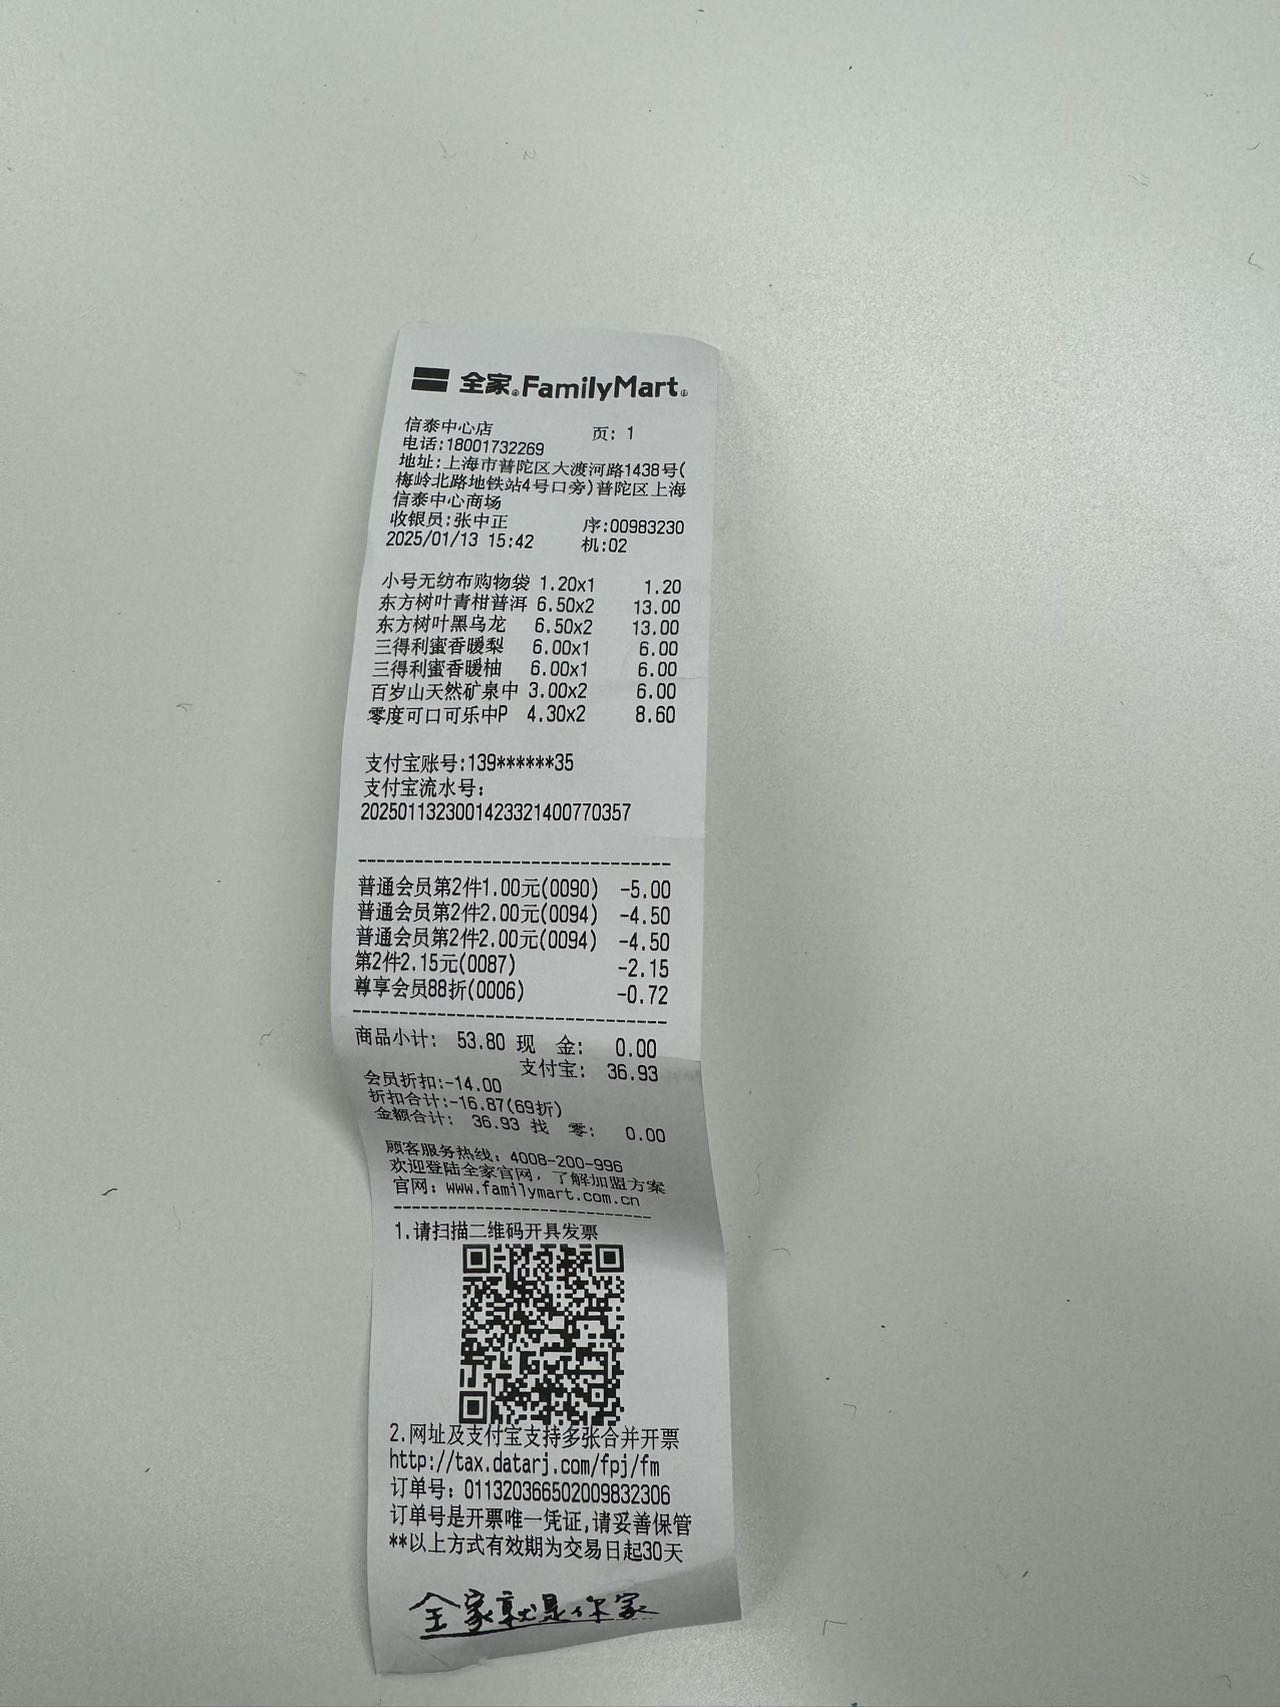 全家 FamilyMart
信泰中心店 页: 1
电话:18001732269
地址:上海市普陀区大渡河路1438号(
梅岭北路地铁站4号口旁)普陀区上海
信泰中心商场
收银员:张中正 序:00983230
2025/01/13 15:42 机:02
小号无纺布购物袋 1.20x1 1.20
东方树叶青柑普洱 6.50x2 13.00
东方树叶黑乌龙 6.50x2 13.00
三得利蜜香暖梨 6.00x1 6.00
三得利蜜香暖柚 6.00x1 6.00
百岁山天然矿泉中 3.00x2 6.00
零度可口可乐中P 4.30x2 8.60
支付宝账号:139******35
支付宝流水号:
2025011323001423321400770357
--------------------------------
普通会员第2件1.00元(0090) -5.00
普通会员第2件2.00元(0094) -4.50
普通会员第2件2.00元(0094) -4.50
第2件2.15元(0087) -2.15
尊享会员88折(0006) -0.72
--------------------------------
商品小计: 53.80 现 金: 0.00
支付宝: 36.93
会员折扣:-14.00
折扣合计:-16.87(69折)
金额合计: 36.93 找 零: 0.00
顾客服务热线: 4008-200-996
欢迎登陆全家官网, 了解加盟方案
官网: www.familymart.com.cn
--------------------------------
1.请扫描二维码开具发票
2.网址及支付宝支持多张合并开票
http://tax.datarj.com/fpj/fm
订单号: 011320366502009832306
订单号是开票唯一凭证,请妥善保管
**以上方式有效期为交易日起30天
全家就是你家